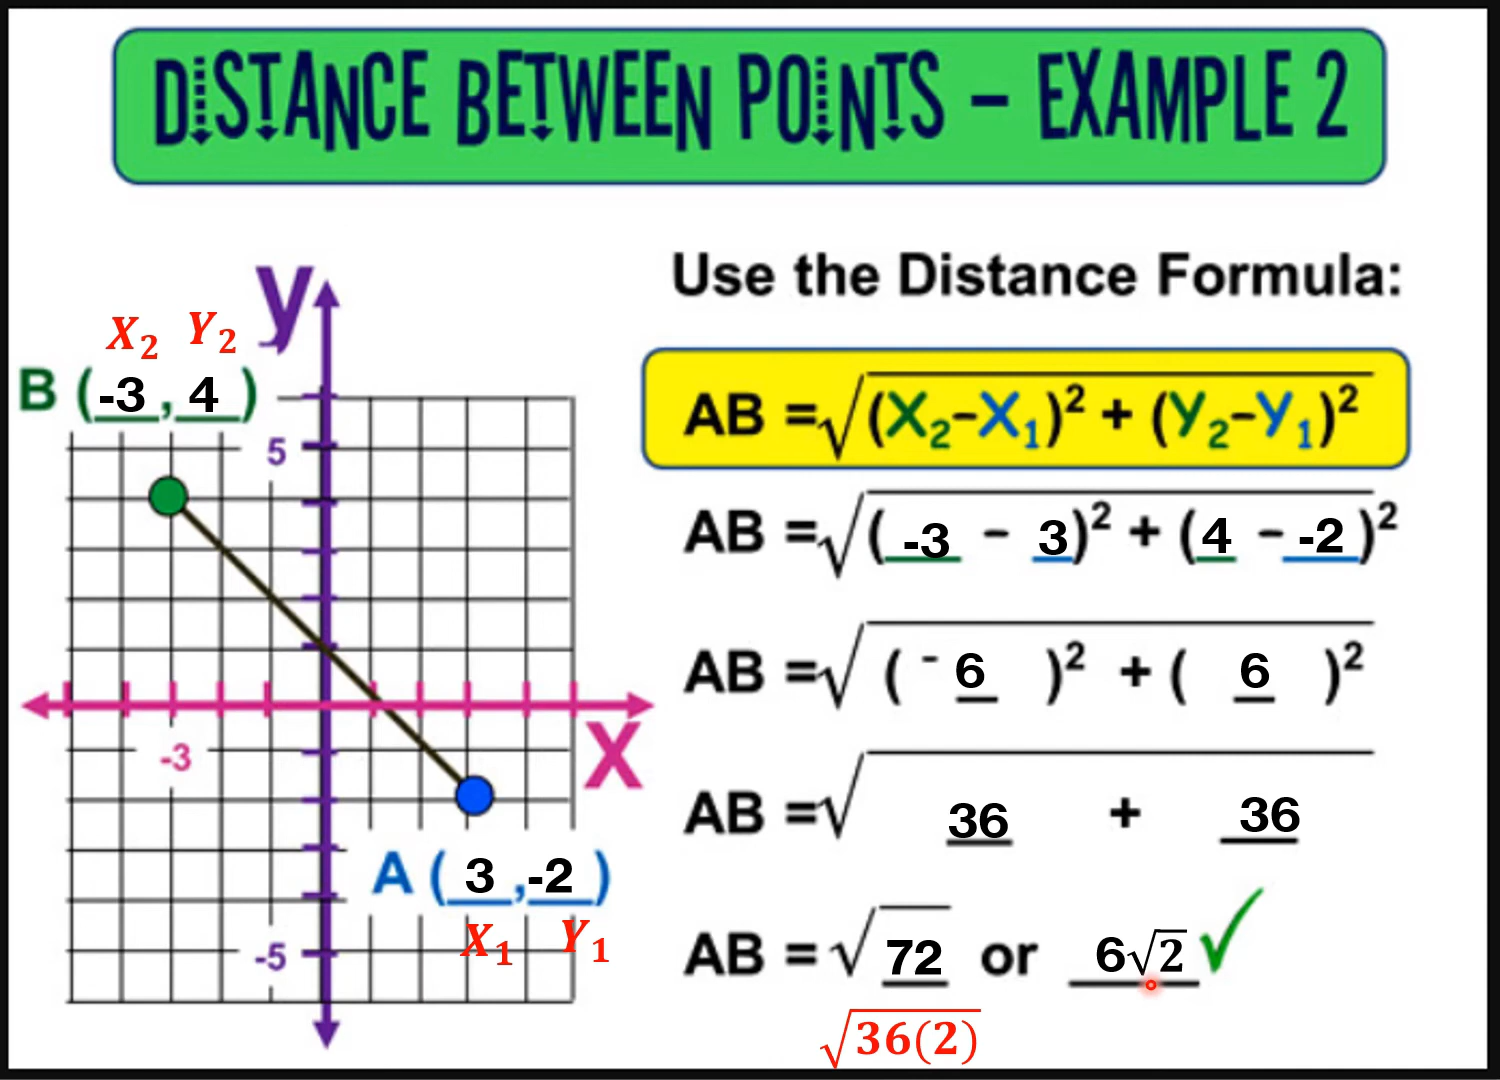 DISTANCE BETWEEN POINTS - EXAMPLE 2
Use the Distance Formula:
y
X₂ Y₂
B (-3, 4)
5
-3
X
A (3,-2)
X₁ Y₁
-5
AB =√(X₂-X₁)² + (Y₂-Y₁)²
AB =√(-3 - 3)² + (4 - -2)²
AB =√(-6)² + (6)²
AB =√36 + 36
AB = √72 or 6√2 ✓
√36(2)